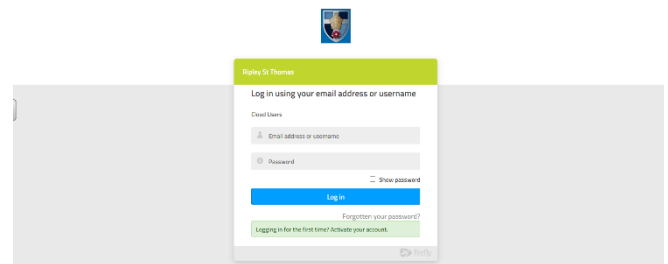 Ripley St Thomas
Log in using your email address or username
Cloud Users
Email address or username
Password
Show password
Log in
Forgotten your password?
Logging in for the first time? Activate your account.
firefly